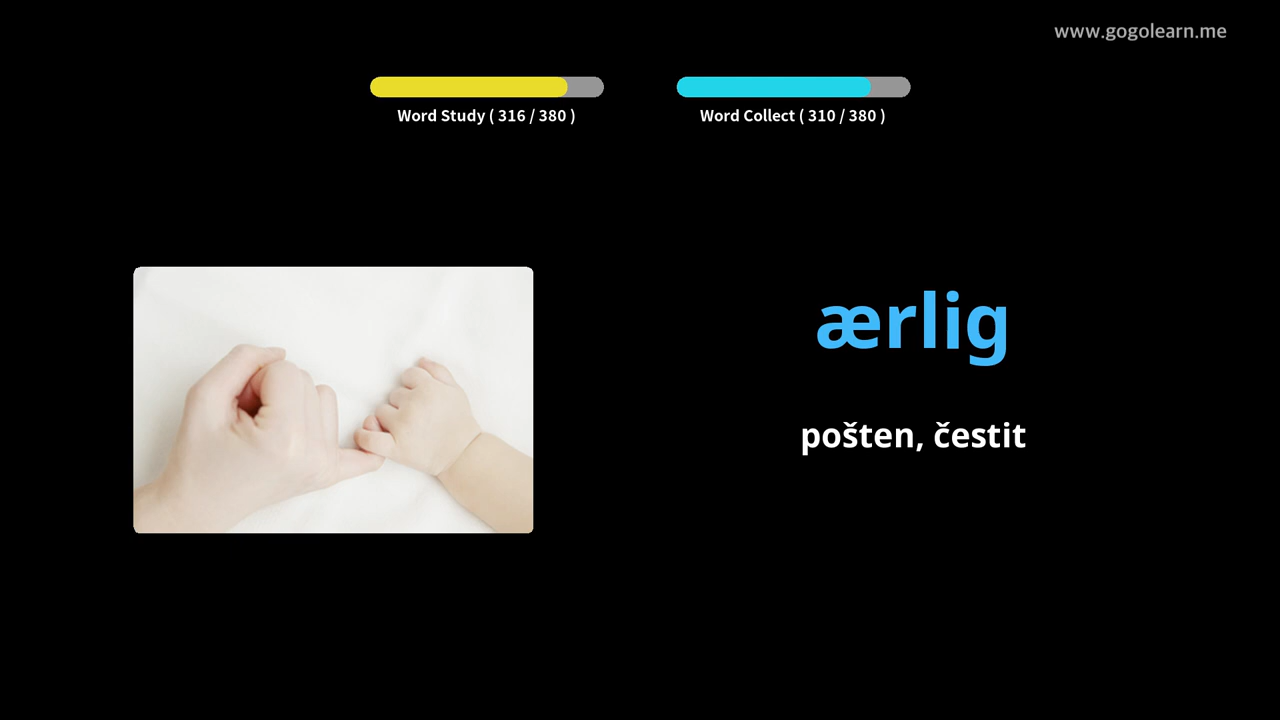 www.gogolearn.me
Word Study ( 316 / 380 )
Word Collect ( 310 / 380 )
ærlig
pošten, čestit